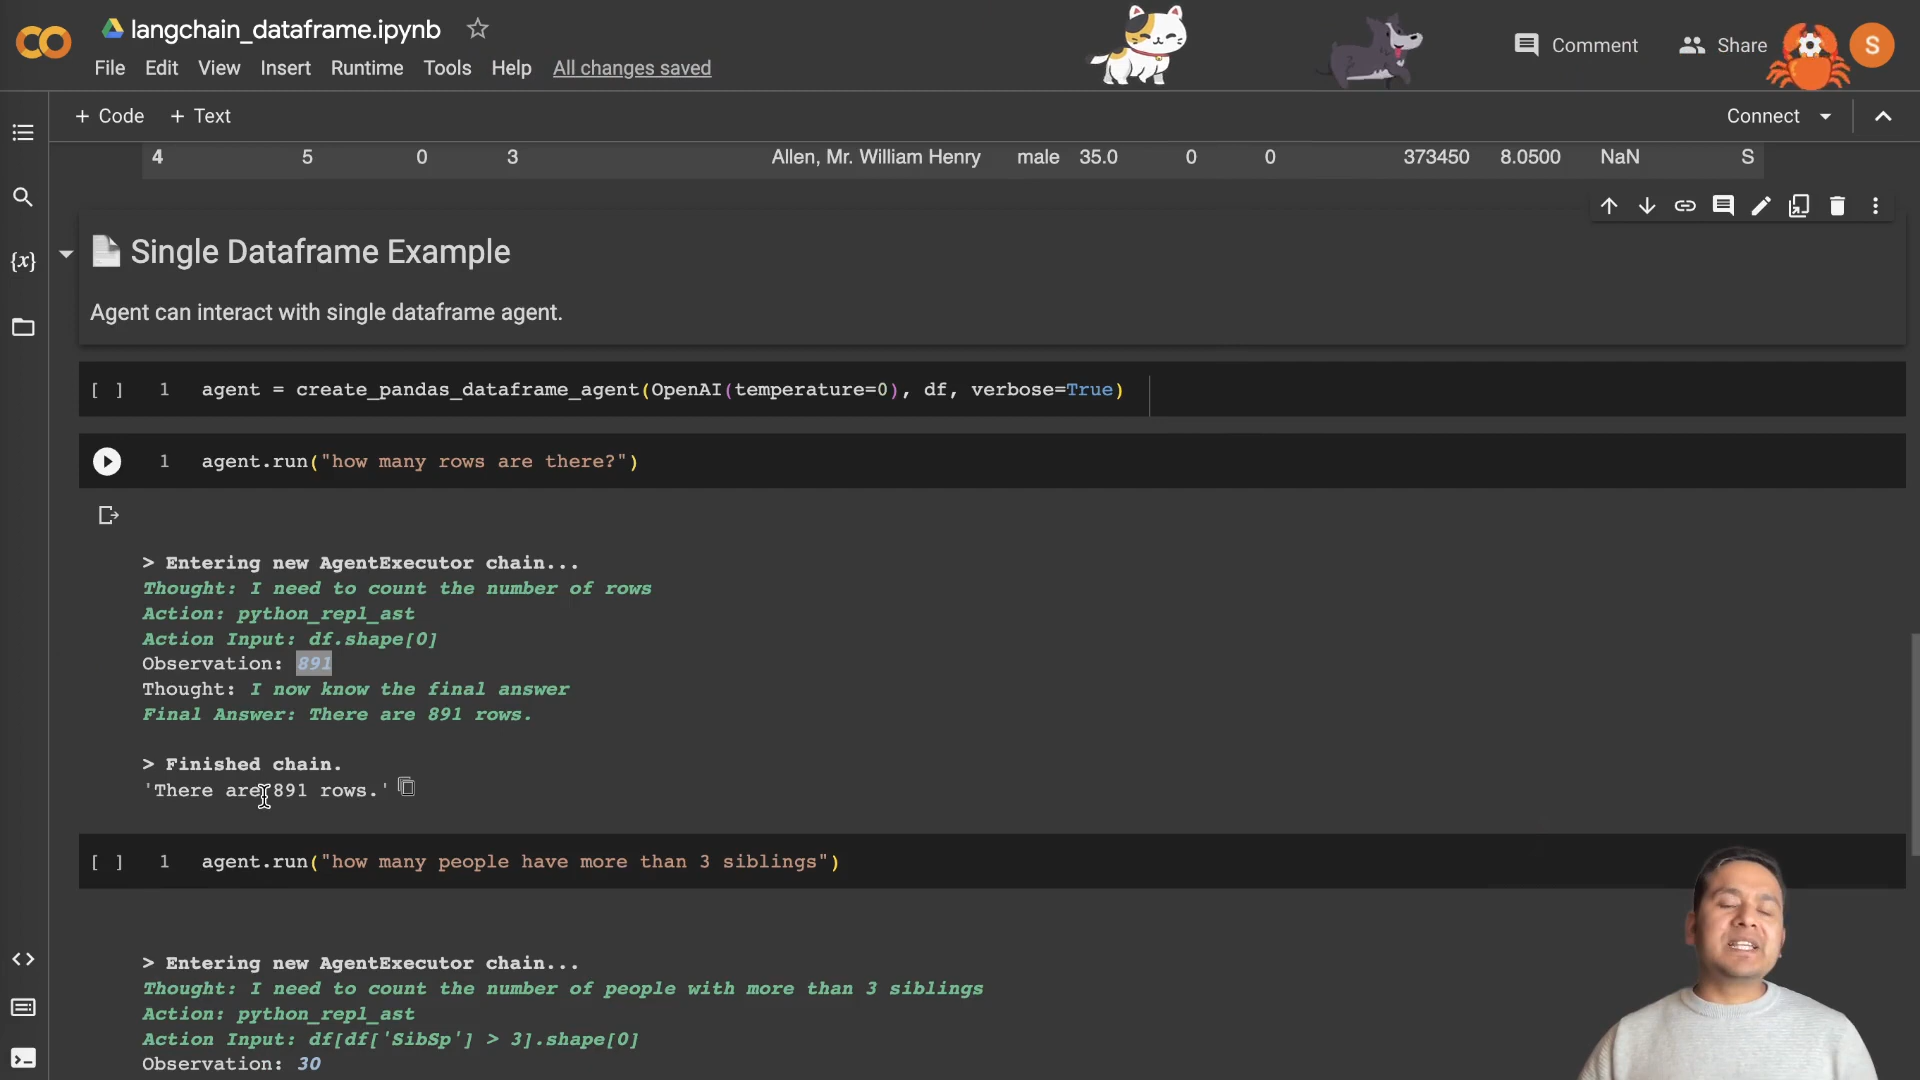 langchain_dataframe.ipynb
Comment
Share
S
File Edit View Insert Runtime Tools Help All changes saved
+ Code + Text
Connect
4 5 0 3 Allen, Mr. William Henry male 35.0 0 0 373450 8.0500 NaN S
{x}
Single Dataframe Example
Agent can interact with single dataframe agent.
[ ] 1 agent = create_pandas_dataframe_agent(OpenAI(temperature=0), df, verbose=True)
1 agent.run("how many rows are there?")
> Entering new AgentExecutor chain...
Thought: I need to count the number of rows
Action: python_repl_ast
Action Input: df.shape[0]
Observation: 891
Thought: I now know the final answer
Final Answer: There are 891 rows.
> Finished chain.
'There are 891 rows.'
[ ] 1 agent.run("how many people have more than 3 siblings")
> Entering new AgentExecutor chain...
Thought: I need to count the number of people with more than 3 siblings
Action: python_repl_ast
Action Input: df[df['SibSp'] > 3].shape[0]
Observation: 30